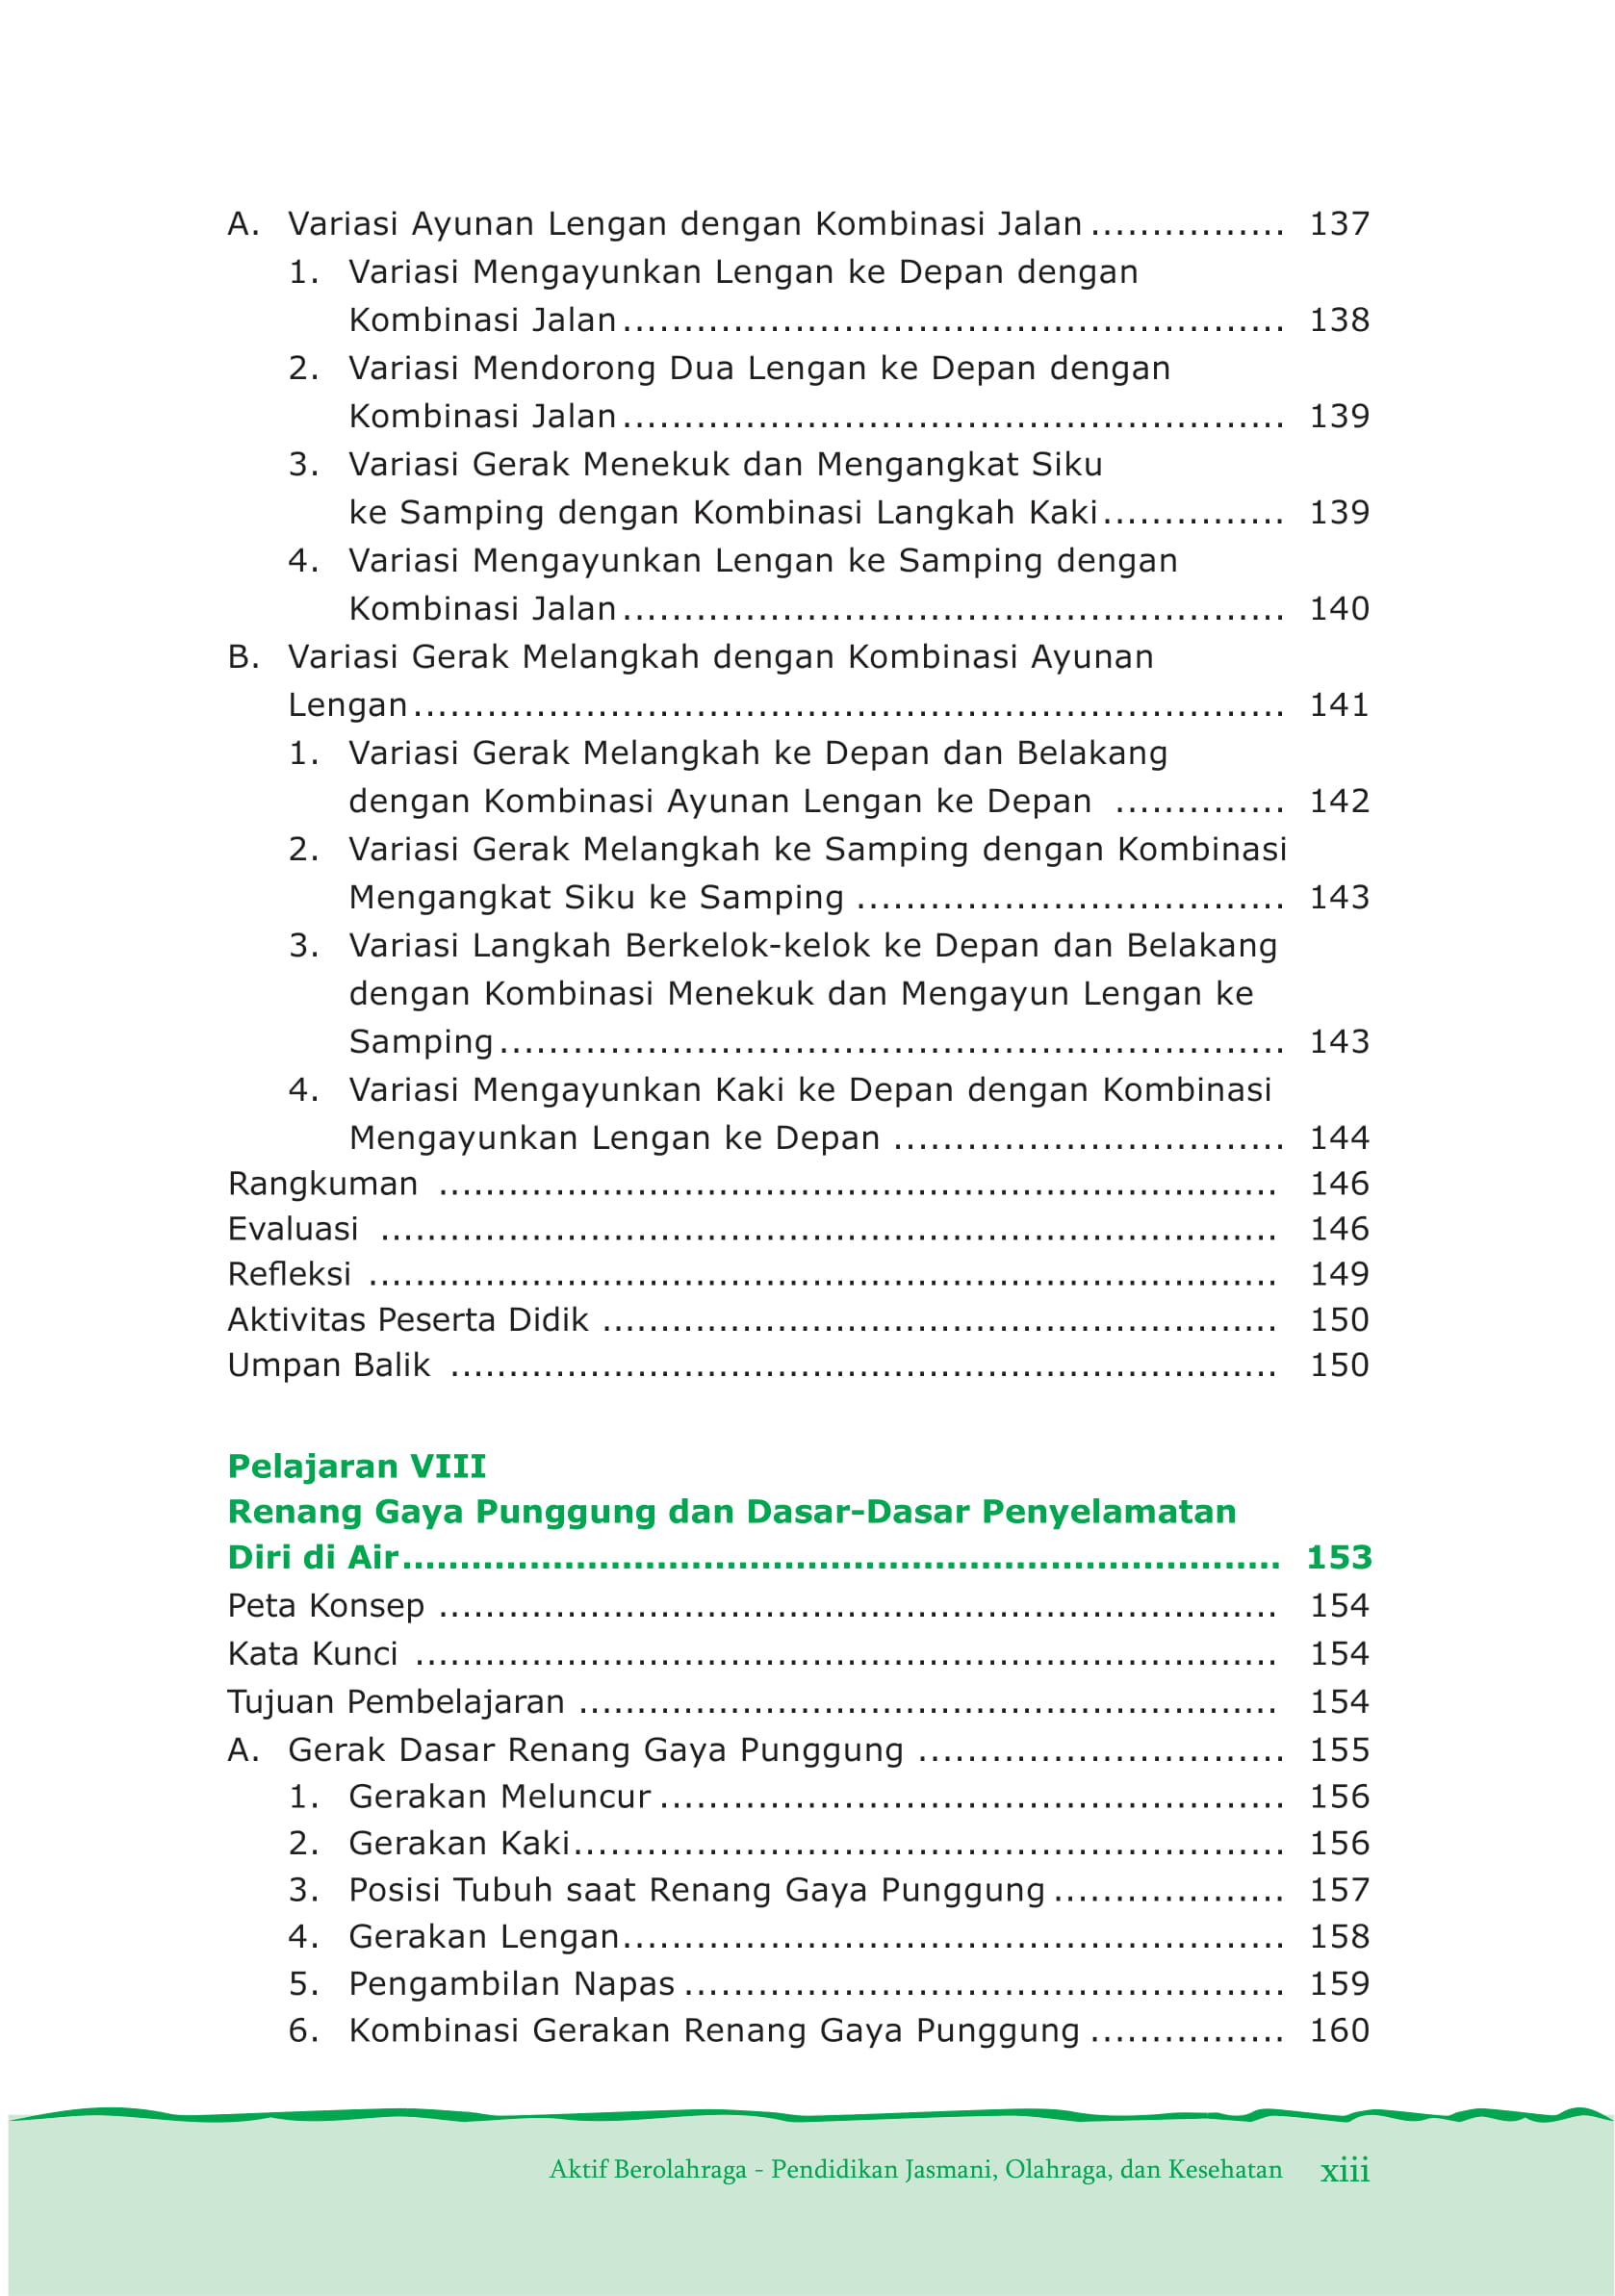 A. Variasi Ayunan Lengan dengan Kombinasi Jalan ................ 137
1. Variasi Mengayunkan Lengan ke Depan dengan
Kombinasi Jalan ...................................................... 138
2. Variasi Mendorong Dua Lengan ke Depan dengan
Kombinasi Jalan ...................................................... 139
3. Variasi Gerak Menekuk dan Mengangkat Siku
ke Samping dengan Kombinasi Langkah Kaki ............... 139
4. Variasi Mengayunkan Lengan ke Samping dengan
Kombinasi Jalan ...................................................... 140
B. Variasi Gerak Melangkah dengan Kombinasi Ayunan
Lengan ....................................................................... 141
1. Variasi Gerak Melangkah ke Depan dan Belakang
dengan Kombinasi Ayunan Lengan ke Depan .............. 142
2. Variasi Gerak Melangkah ke Samping dengan Kombinasi
Mengangkat Siku ke Samping ................................... 143
3. Variasi Langkah Berkelok-kelok ke Depan dan Belakang
dengan Kombinasi Menekuk dan Mengayun Lengan ke
Samping ................................................................ 143
4. Variasi Mengayunkan Kaki ke Depan dengan Kombinasi
Mengayunkan Lengan ke Depan ................................ 144
Rangkuman ........................................................................ 146
Evaluasi ............................................................................. 146
Refleksi .............................................................................. 149
Aktivitas Peserta Didik .......................................................... 150
Umpan Balik ....................................................................... 150
Pelajaran VIII
Renang Gaya Punggung dan Dasar-Dasar Penyelamatan
Diri di Air ........................................................................... 153
Peta Konsep ........................................................................ 154
Kata Kunci .......................................................................... 154
Tujuan Pembelajaran ............................................................ 154
A. Gerak Dasar Renang Gaya Punggung .............................. 155
1. Gerakan Meluncur ................................................... 156
2. Gerakan Kaki .......................................................... 156
3. Posisi Tubuh saat Renang Gaya Punggung ................... 157
4. Gerakan Lengan ...................................................... 158
5. Pengambilan Napas ................................................. 159
6. Kombinasi Gerakan Renang Gaya Punggung ................ 160
Aktif Berolahraga - Pendidikan Jasmani, Olahraga, dan Kesehatan xiii